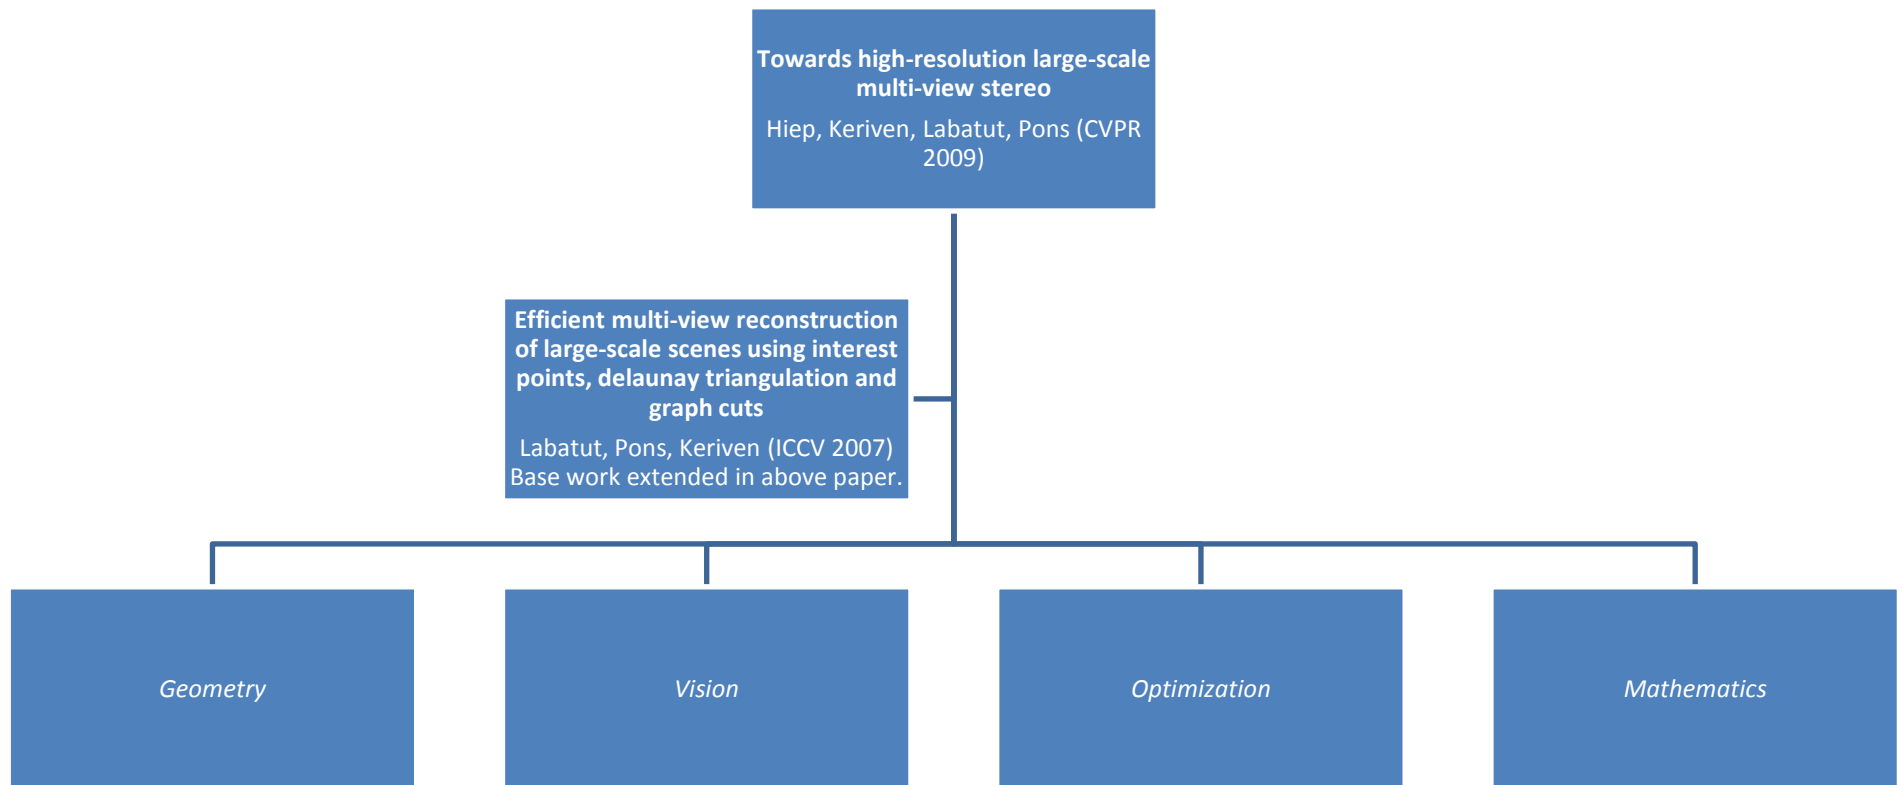 Towards high-resolution large-scale
multi-view stereo
Hiep, Keriven, Labatut, Pons (CVPR
2009)
Efficient multi-view reconstruction
of large-scale scenes using interest
points, delaunay triangulation and
graph cuts
Labatut, Pons, Keriven (ICCV 2007)
Base work extended in above paper.
Geometry
Vision
Optimization
Mathematics